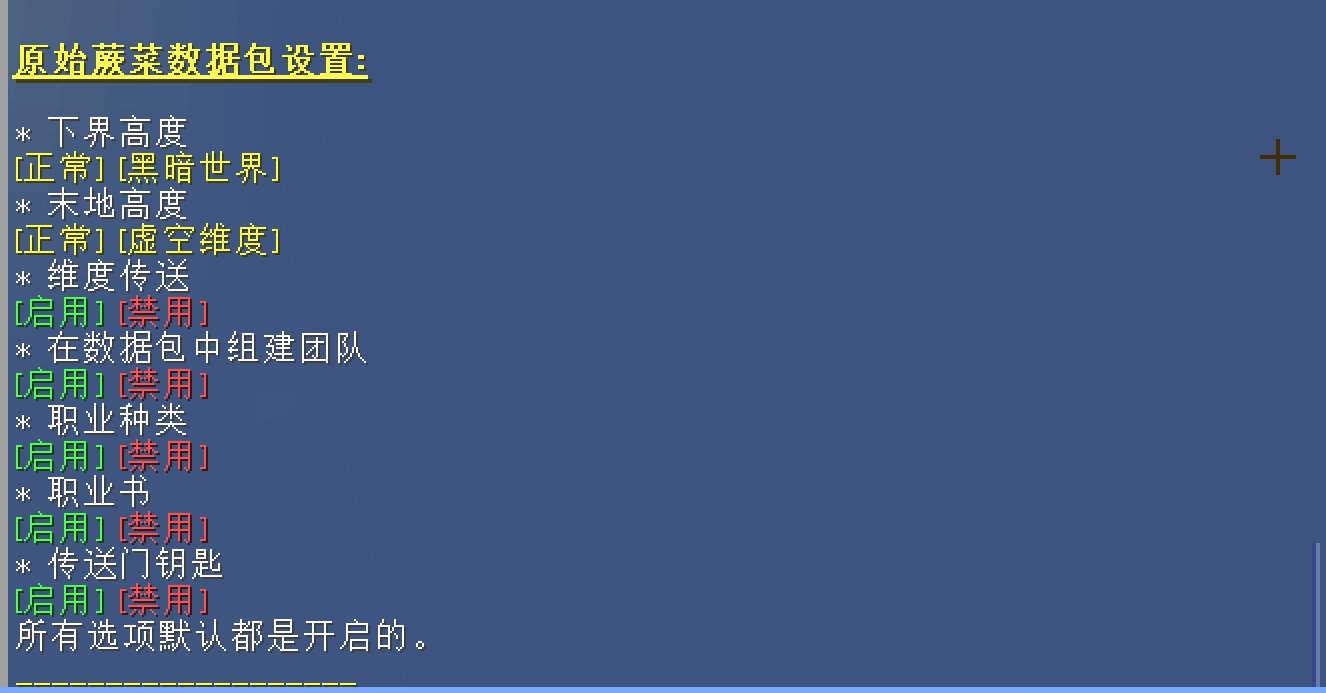 原始蕨菜数据包设置:
* 下界高度
[正常] [黑暗世界]
* 末地高度
[正常] [虚空维度]
* 维度传送
[启用] [禁用]
* 在数据包中组建团队
[启用] [禁用]
* 职业种类
[启用] [禁用]
* 职业书
[启用] [禁用]
* 传送门钥匙
[启用] [禁用]
所有选项默认都是开启的。